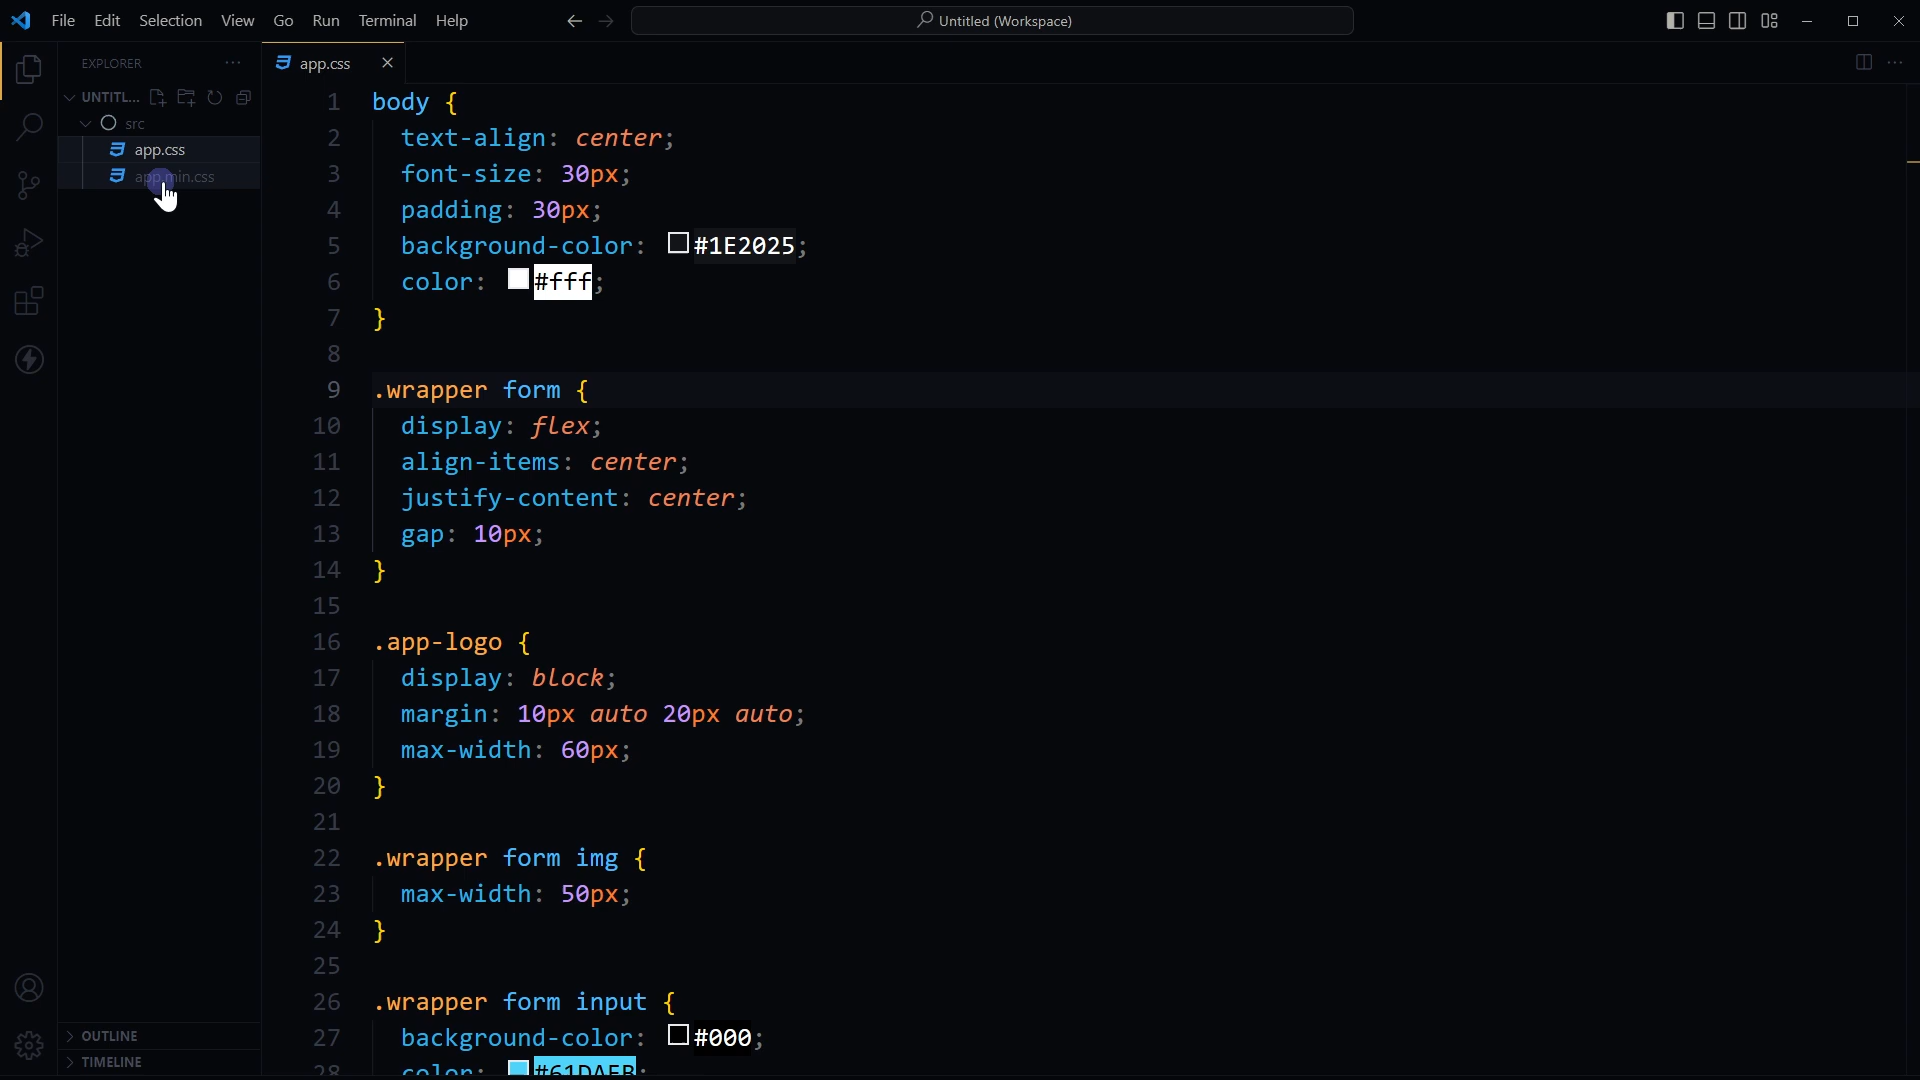 File Edit Selection View Go Run Terminal Help
Untitled (Workspace)
EXPLORER
UNTITL...
src
app.css
app.min.css
OUTLINE
TIMELINE
app.css
1 body {
2 text-align: center;
3 font-size: 30px;
4 padding: 30px;
5 background-color: #1E2025;
6 color: #fff;
7 }
8
9 .wrapper form {
10 display: flex;
11 align-items: center;
12 justify-content: center;
13 gap: 10px;
14 }
15
16 .app-logo {
17 display: block;
18 margin: 10px auto 20px auto;
19 max-width: 60px;
20 }
21
22 .wrapper form img {
23 max-width: 50px;
24 }
25
26 .wrapper form input {
27 background-color: #000;
28 color: #61DAFB;